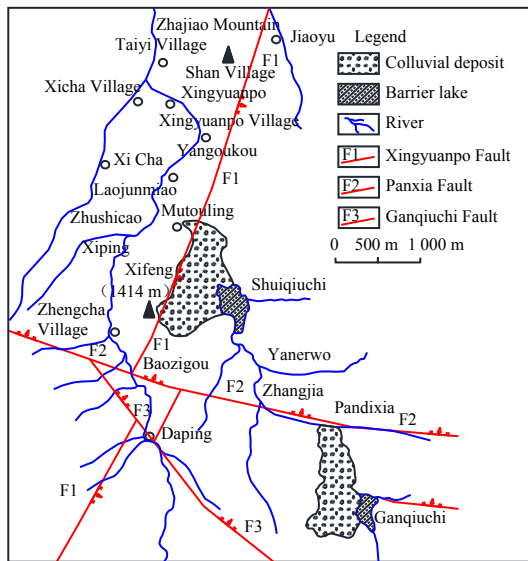 Zhajiao Mountain
Jiaoyu
Taiyi Village
F1
Shan Village
Xicha Village
Xingyuanpo
Xingyuanpo Village
Yangoukou
Xi Cha
F1
Laojunmiao
Zhushicao
Mutouling
Xiping
Xifeng
(1414 m)
Shuiqiuchi
Zhengcha
Village
F2
F1
Baozigou
Yanerwo
F2
Zhangjia
Pandixia
F2
F3
Daping
F1
F3
Ganqiuchi
Legend
Colluvial deposit
Barrier lake
River
F1 Xingyuanpo Fault
F2 Panxia Fault
F3 Ganqiuchi Fault
0 500 m 1 000 m